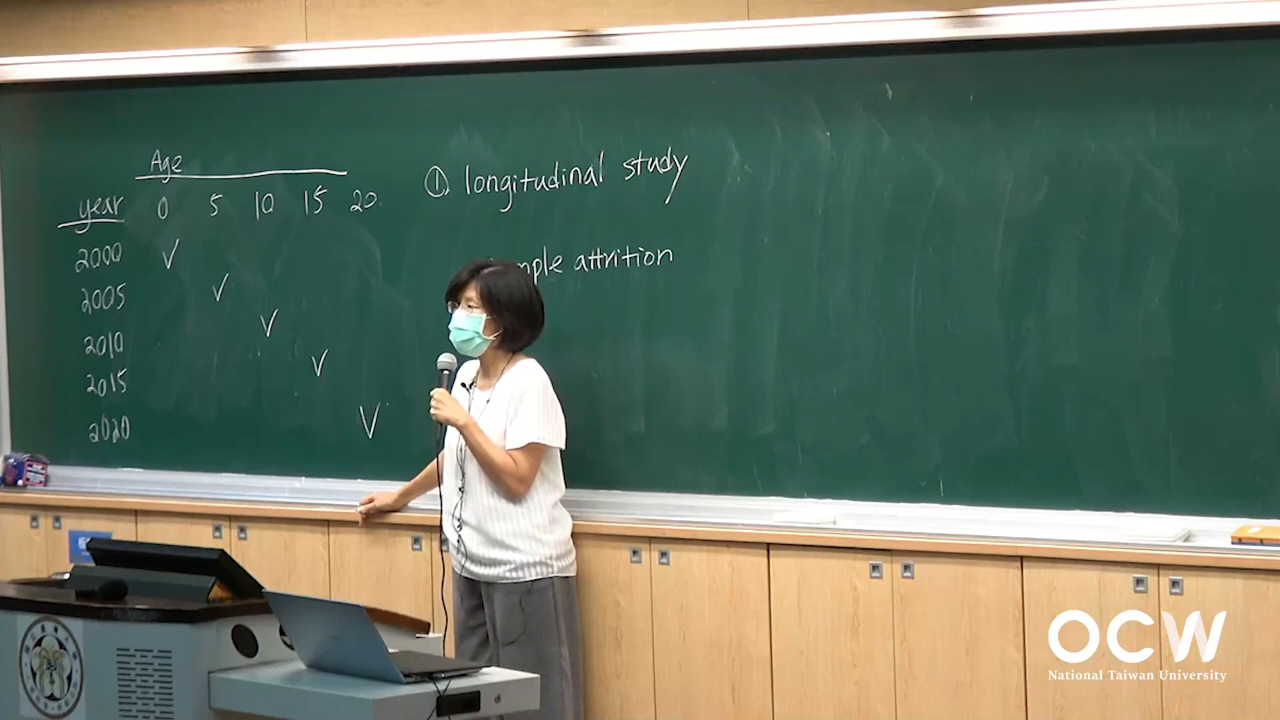 Age
year 0 5 10 15 20
2000 √
2005 √
2010 √
2015 √
2020 √
① longitudinal study
mple attrition
OCW
National Taiwan University